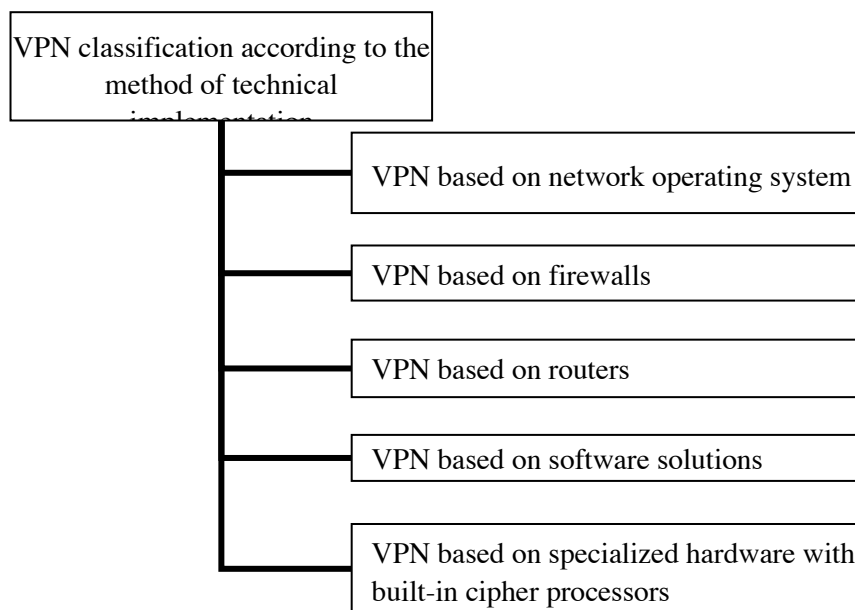 VPN classification according to the
method of technical
implementation
VPN based on network operating system
VPN based on firewalls
VPN based on routers
VPN based on software solutions
VPN based on specialized hardware with
built-in cipher processors